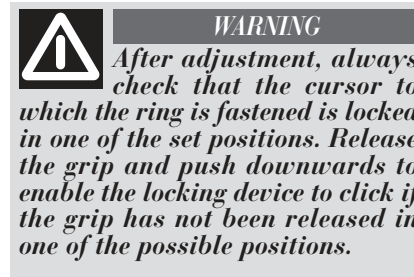 WARNING
After adjustment, always
check that the cursor to
which the ring is fastened is locked
in one of the set positions. Release
the grip and push downwards to
enable the locking device to click if
the grip has not been released in
one of the possible positions.